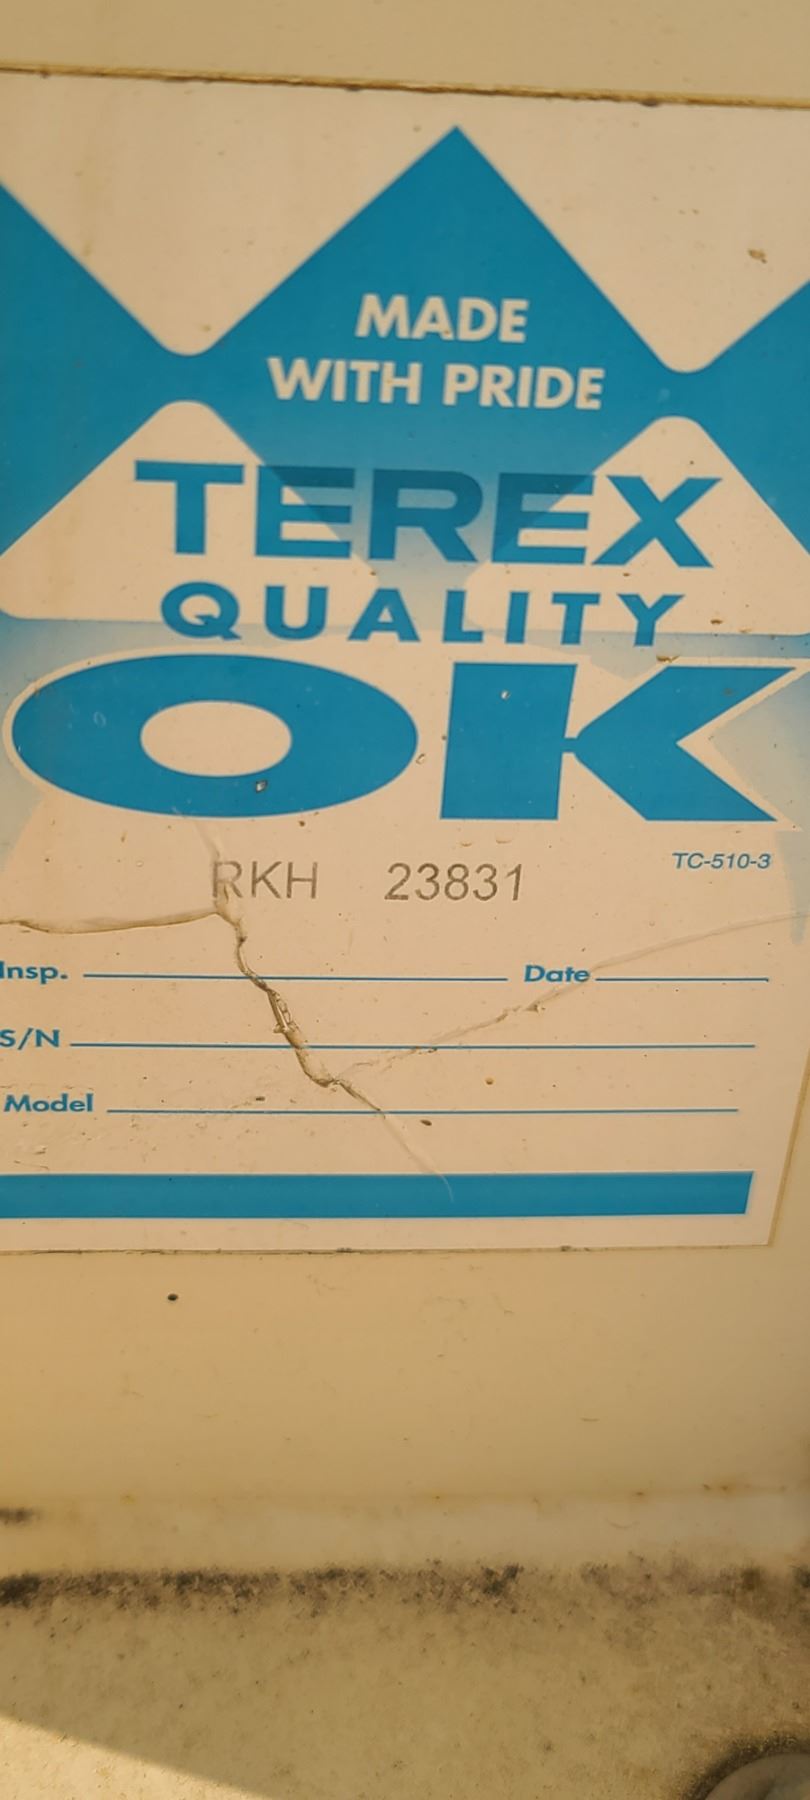 MADE
WITH PRIDE
TEREX
QUALITY
OK
TC-510-3
RKH 23831
Insp. Date
S/N
Model